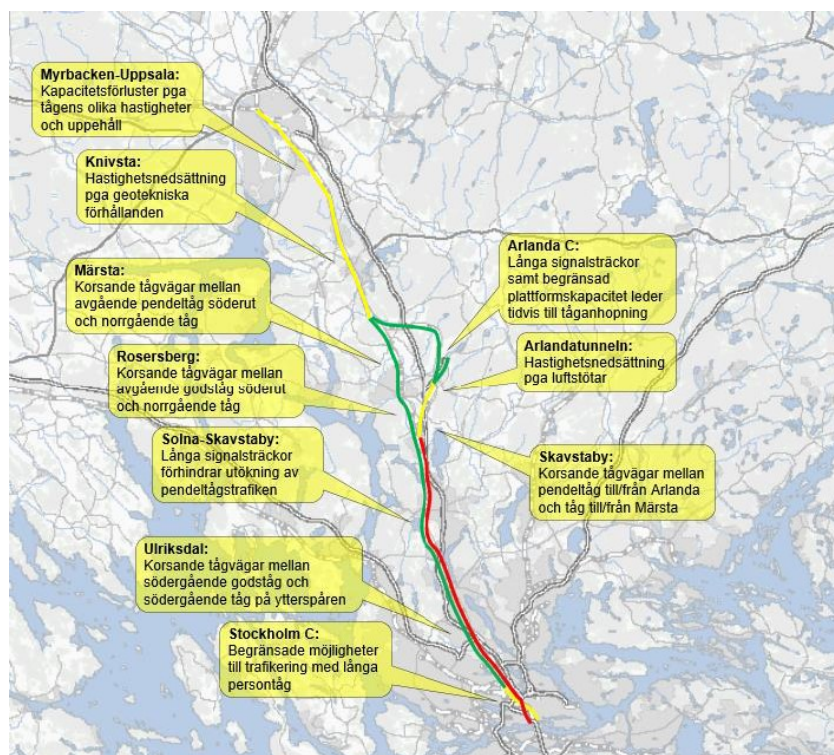 Myrbacken-Uppsala:
Kapacitetsförluster pga
tågens olika hastigheter
och uppehåll
Knivsta:
Hastighetsnedsättning
pga geotekniska
förhållanden
Märsta:
Korsande tågvägar mellan
avgående pendeltåg söderut
och norrgående tåg
Rosersberg:
Korsande tågvägar mellan
avgående godståg söderut
och norrgående tåg
Solna-Skavstaby:
Långa signalsträckor
förhindrar utökning av
pendeltågstrafiken
Ulriksdal:
Korsande tågvägar mellan
södergående godståg och
södergående tåg på ytterspåren
Stockholm C:
Begränsade möjligheter
till trafikering med långa
persontåg
Arlanda C:
Långa signalsträckor
samt begränsad
plattformskapacitet leder
tidvis till tåganhopning
Arlandatunneln:
Hastighetsnedsättning
pga luftstötar
Skavstaby:
Korsande tågvägar mellan
pendeltåg till/från Arlanda
och tåg till/från Märsta